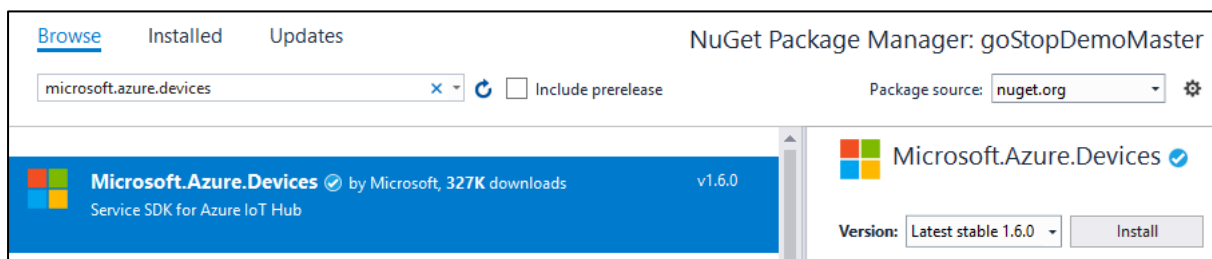 Browse Installed Updates NuGet Package Manager: goStopDemoMaster
microsoft.azure.devices Include prerelease Package source: nuget.org
Microsoft.Azure.Devices by Microsoft, 327K downloads v1.6.0
Service SDK for Azure IoT Hub
Microsoft.Azure.Devices
Version: Latest stable 1.6.0 Install